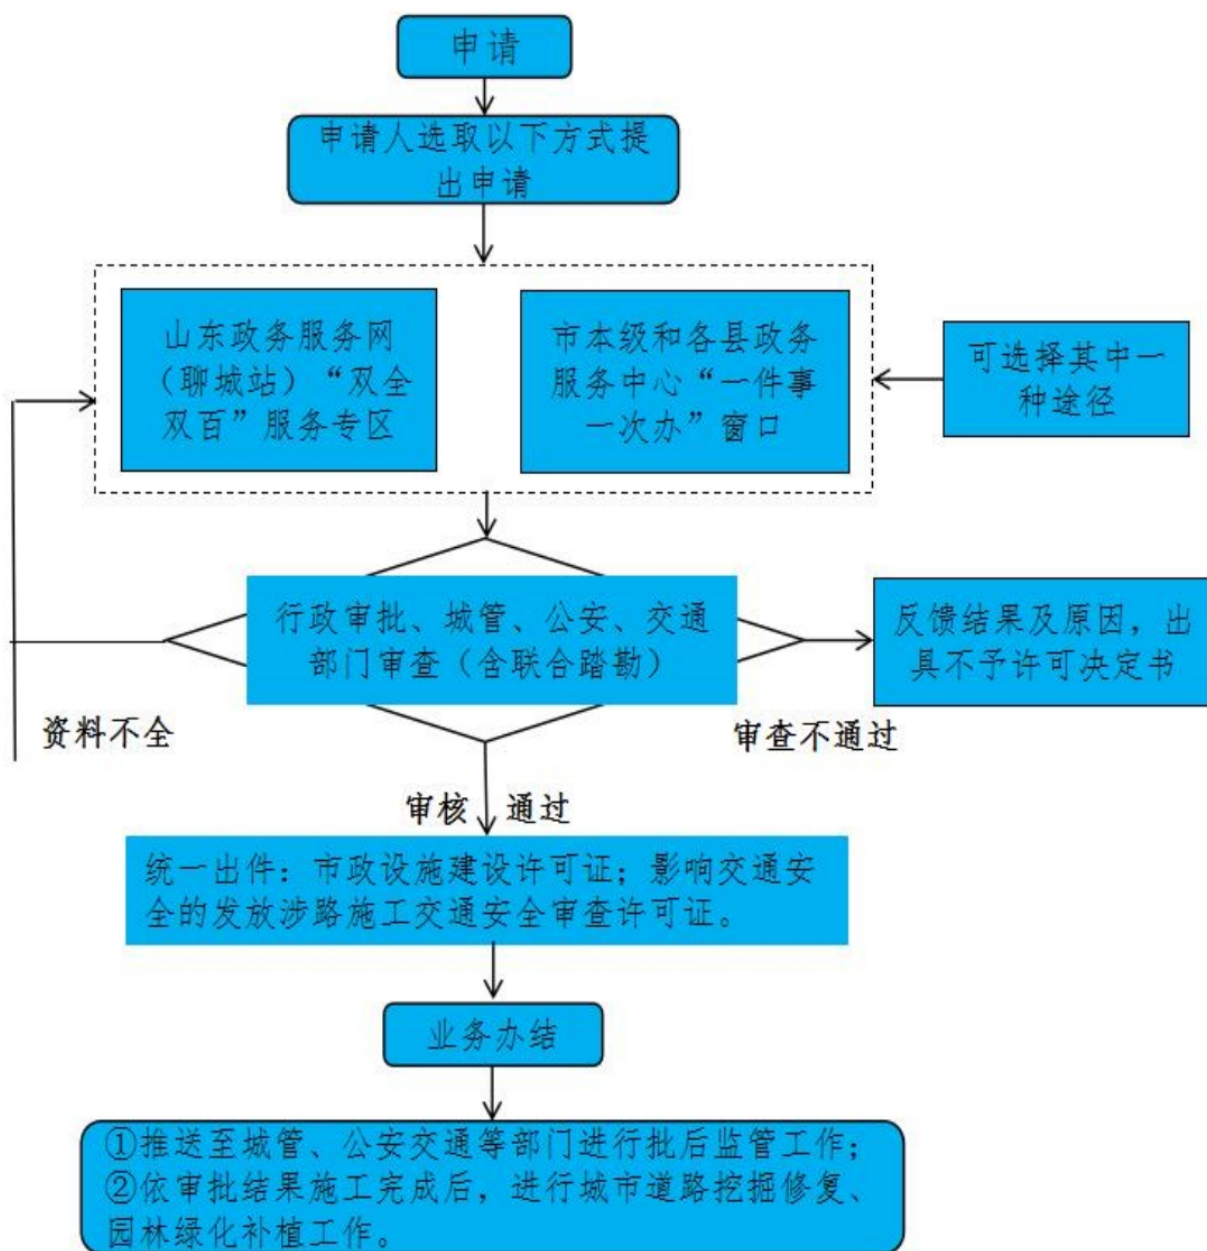 申请
申请人选取以下方式提
出申请
山东政务服务网
（聊城站）“双全
双百”服务专区
市本级和各县政务
服务中心“一件事
一次办”窗口
可选择其中一
种途径
行政审批、城管、公安、交通
部门审查（含联合踏勘）
反馈结果及原因，出
具不予许可决定书
资料不全
审查不通过
审核 通过
统一出件：市政设施建设许可证；影响交通安
全的发放涉路施工交通安全审查许可证。
业务办结
①推送至城管、公安交通等部门进行批后监管工作；
②依审批结果施工完成后，进行城市道路挖掘修复、
园林绿化补植工作。